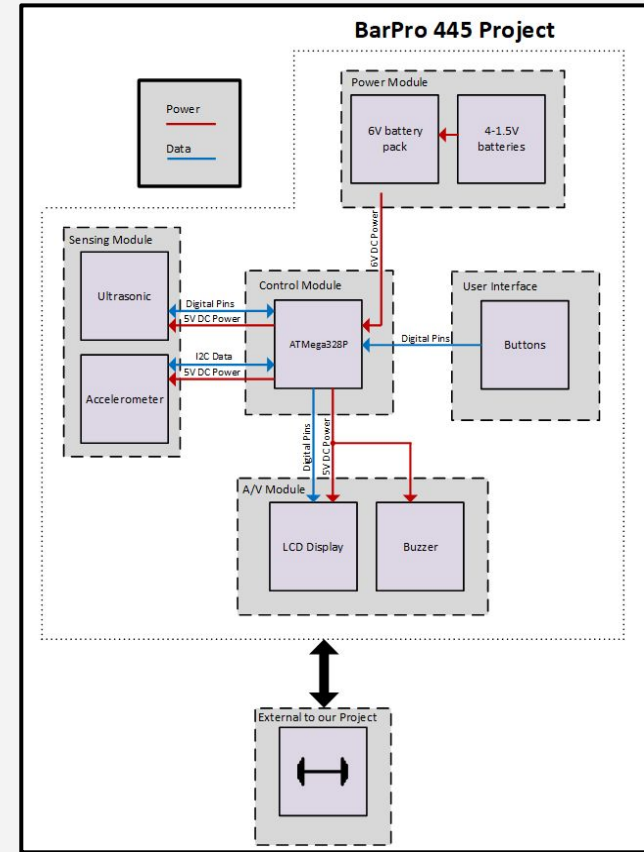 BarPro 445 Project
Power
Data
Power Module
6V battery
pack
4-1.5V
batteries
6V DC Power
Sensing Module
Ultrasonic
Digital Pins
5V DC Power
Control Module
ATMega328P
User Interface
Digital Pins
Buttons
I2C Data
5V DC Power
Accelerometer
Digital Pins
5V DC Power
A/V Module
LCD Display
Buzzer
External to our Project